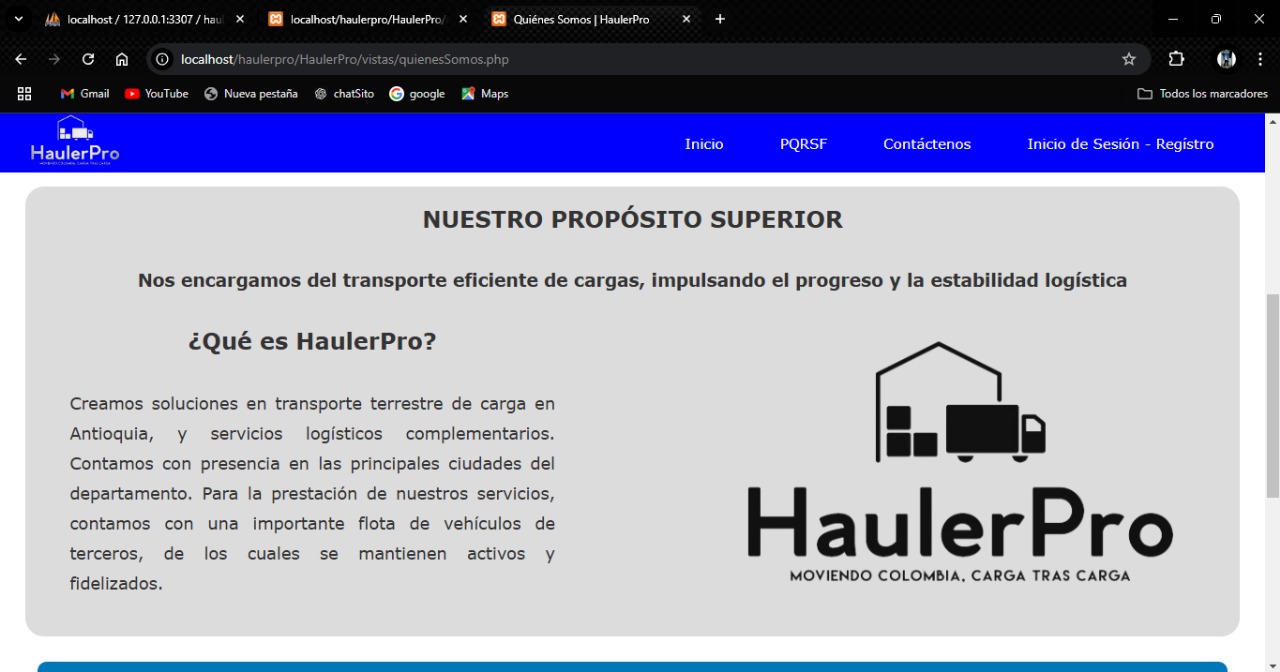 localhost / 127.0.0.1:3307 / haul
localhost/haulerpro/HaulerPro/
Quiénes Somos | HaulerPro
localhost/haulerpro/HaulerPro/vistas/quienesSomos.php
Gmail
YouTube
Nueva pestaña
chatSito
google
Maps
Todos los marcadores
HaulerPro
MOVIENDO COLOMBIA, CARGA TRAS CARGA
Inicio
PQRSF
Contáctenos
Inicio de Sesión - Regístro
NUESTRO PROPÓSITO SUPERIOR
Nos encargamos del transporte eficiente de cargas, impulsando el progreso y la estabilidad logística
¿Qué es HaulerPro?
Creamos soluciones en transporte terrestre de carga en
Antioquia, y servicios logísticos complementarios.
Contamos con presencia en las principales ciudades del
departamento. Para la prestación de nuestros servicios,
contamos con una importante flota de vehículos de
terceros, de los cuales se mantienen activos y
fidelizados.
HaulerPro
MOVIENDO COLOMBIA, CARGA TRAS CARGA